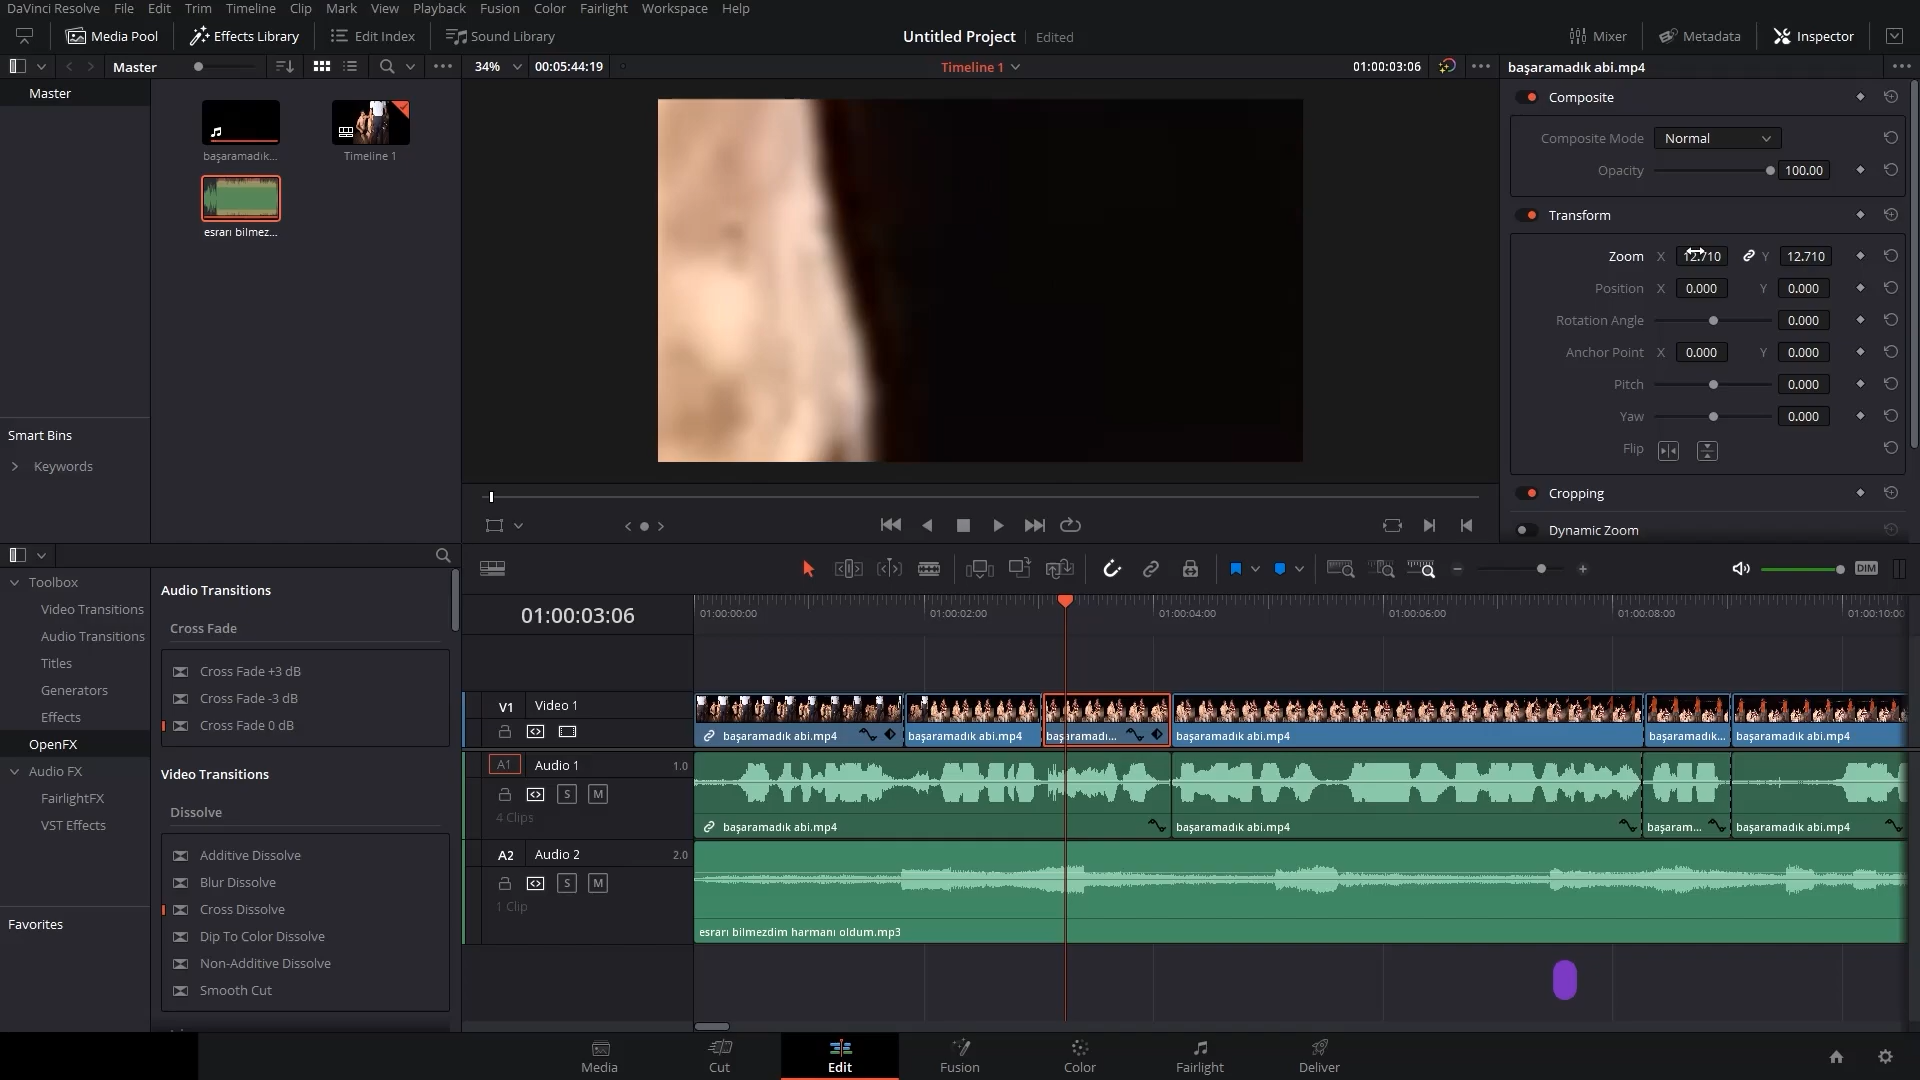 DaVinci Resolve File Edit Trim Timeline Clip Mark View Playback Fusion Color Fairlight Workspace Help
Media Pool Effects Library Edit Index Sound Library Untitled Project Edited Mixer Metadata Inspector
Master 34% 00:05:44:19 Timeline 1 01:00:03:06 başaramadık abi.mp4
Master
başaramadık...
Timeline 1
esrarı bilmez...
Smart Bins
Keywords
Composite
Composite Mode Normal
Opacity 100.00
Transform
Zoom X 12.710 Y 12.710
Position X 0.000 Y 0.000
Rotation Angle 0.000
Anchor Point X 0.000 Y 0.000
Pitch 0.000
Yaw 0.000
Flip
Cropping
Dynamic Zoom
Toolbox
Video Transitions
Audio Transitions
Titles
Generators
Effects
OpenFX
Audio FX
FairlightFX
VST Effects
Favorites
Audio Transitions
Cross Fade
Cross Fade +3 dB
Cross Fade -3 dB
Cross Fade 0 dB
Video Transitions
Dissolve
Additive Dissolve
Blur Dissolve
Cross Dissolve
Dip To Color Dissolve
Non-Additive Dissolve
Smooth Cut
DIM
01:00:03:06
01:00:00:00 01:00:02:00 01:00:04:00 01:00:06:00 01:00:08:00 01:00:10:00
V1 Video 1
başaramadık abi.mp4 başaramadık abi.mp4 başaramadı... başaramadık abi.mp4 başaramadık... başaramadık abi.mp4
A1 Audio 1 1.0
S M
4 Clips
başaramadık abi.mp4 başaramadık abi.mp4 başaram... başaramadık abi.mp4
A2 Audio 2 2.0
S M
1 Clip
esrarı bilmezdim harmanı oldum.mp3
Media Cut Edit Fusion Color Fairlight Deliver